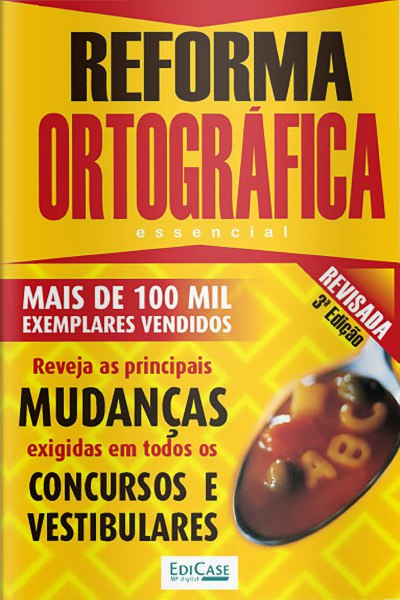 REFORMA
ORTOGRÁFICA
essencial
MAIS DE 100 MIL
EXEMPLARES VENDIDOS
REVISADA
3ª Edição
Reveja as principais
MUDANÇAS
exigidas em todos os
CONCURSOS E
VESTIBULARES
ABC
EDICASE
digital